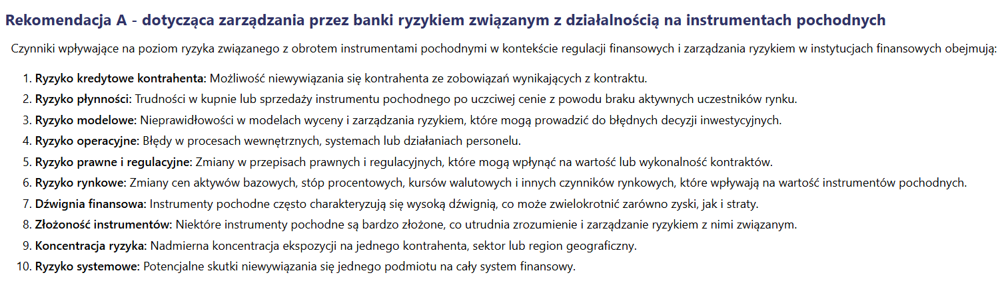 Rekomendacja A - dotycząca zarządzania przez banki ryzykiem związanym z działalnością na instrumentach pochodnych
Czynniki wpływające na poziom ryzyka związanego z obrotem instrumentami pochodnymi w kontekście regulacji finansowych i zarządzania ryzykiem w instytucjach finansowych obejmują:
1. Ryzyko kredytowe kontrahenta: Możliwość niewywiązania się kontrahenta ze zobowiązań wynikających z kontraktu.
2. Ryzyko płynności: Trudności w kupnie lub sprzedaży instrumentu pochodnego po uczciwej cenie z powodu braku aktywnych uczestników rynku.
3. Ryzyko modelowe: Nieprawidłowości w modelach wyceny i zarządzania ryzykiem, które mogą prowadzić do błędnych decyzji inwestycyjnych.
4. Ryzyko operacyjne: Błędy w procesach wewnętrznych, systemach lub działaniach personelu.
5. Ryzyko prawne i regulacyjne: Zmiany w przepisach prawnych i regulacyjnych, które mogą wpłynąć na wartość lub wykonalność kontraktów.
6. Ryzyko rynkowe: Zmiany cen aktywów bazowych, stóp procentowych, kursów walutowych i innych czynników rynkowych, które wpływają na wartość instrumentów pochodnych.
7. Dźwignia finansowa: Instrumenty pochodne często charakteryzują się wysoką dźwignią, co może zwielokrotnić zarówno zyski, jak i straty.
8. Złożoność instrumentów: Niektóre instrumenty pochodne są bardzo złożone, co utrudnia zrozumienie i zarządzanie ryzykiem z nimi związanym.
9. Koncentracja ryzyka: Nadmierna koncentracja ekspozycji na jednego kontrahenta, sektor lub region geograficzny.
10. Ryzyko systemowe: Potencjalne skutki niewywiązania się jednego podmiotu na cały system finansowy.